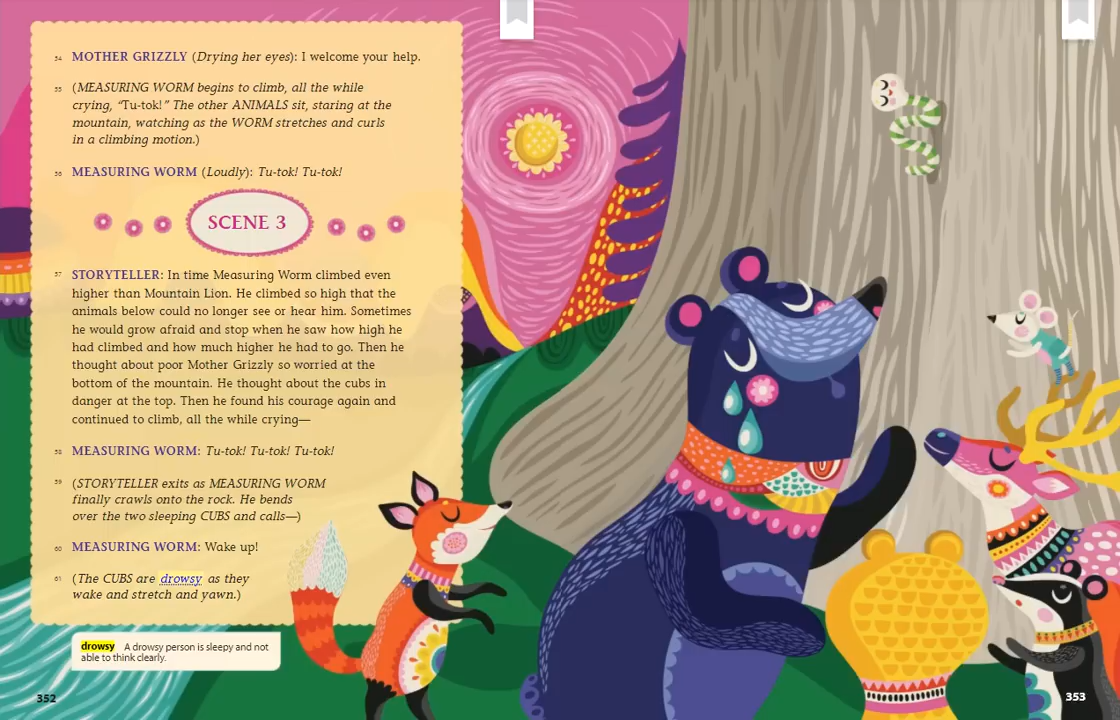 54 MOTHER GRIZZLY (Drying her eyes): I welcome your help.
55 (MEASURING WORM begins to climb, all the while
crying, “Tu-tok!” The other ANIMALS sit, staring at the
mountain, watching as the WORM stretches and curls
in a climbing motion.)
56 MEASURING WORM (Loudly): Tu-tok! Tu-tok!
SCENE 3
57 STORYTELLER: In time Measuring Worm climbed even
higher than Mountain Lion. He climbed so high that the
animals below could no longer see or hear him. Sometimes
he would grow afraid and stop when he saw how high he
had climbed and how much higher he had to go. Then he
thought about poor Mother Grizzly so worried at the
bottom of the mountain. He thought about the cubs in
danger at the top. Then he found his courage again and
continued to climb, all the while crying—
58 MEASURING WORM: Tu-tok! Tu-tok! Tu-tok!
59 (STORYTELLER exits as MEASURING WORM
finally crawls onto the rock. He bends
over the two sleeping CUBS and calls—)
60 MEASURING WORM: Wake up!
61 (The CUBS are drowsy as they
wake and stretch and yawn.)
drowsy A drowsy person is sleepy and not
able to think clearly.
352
353